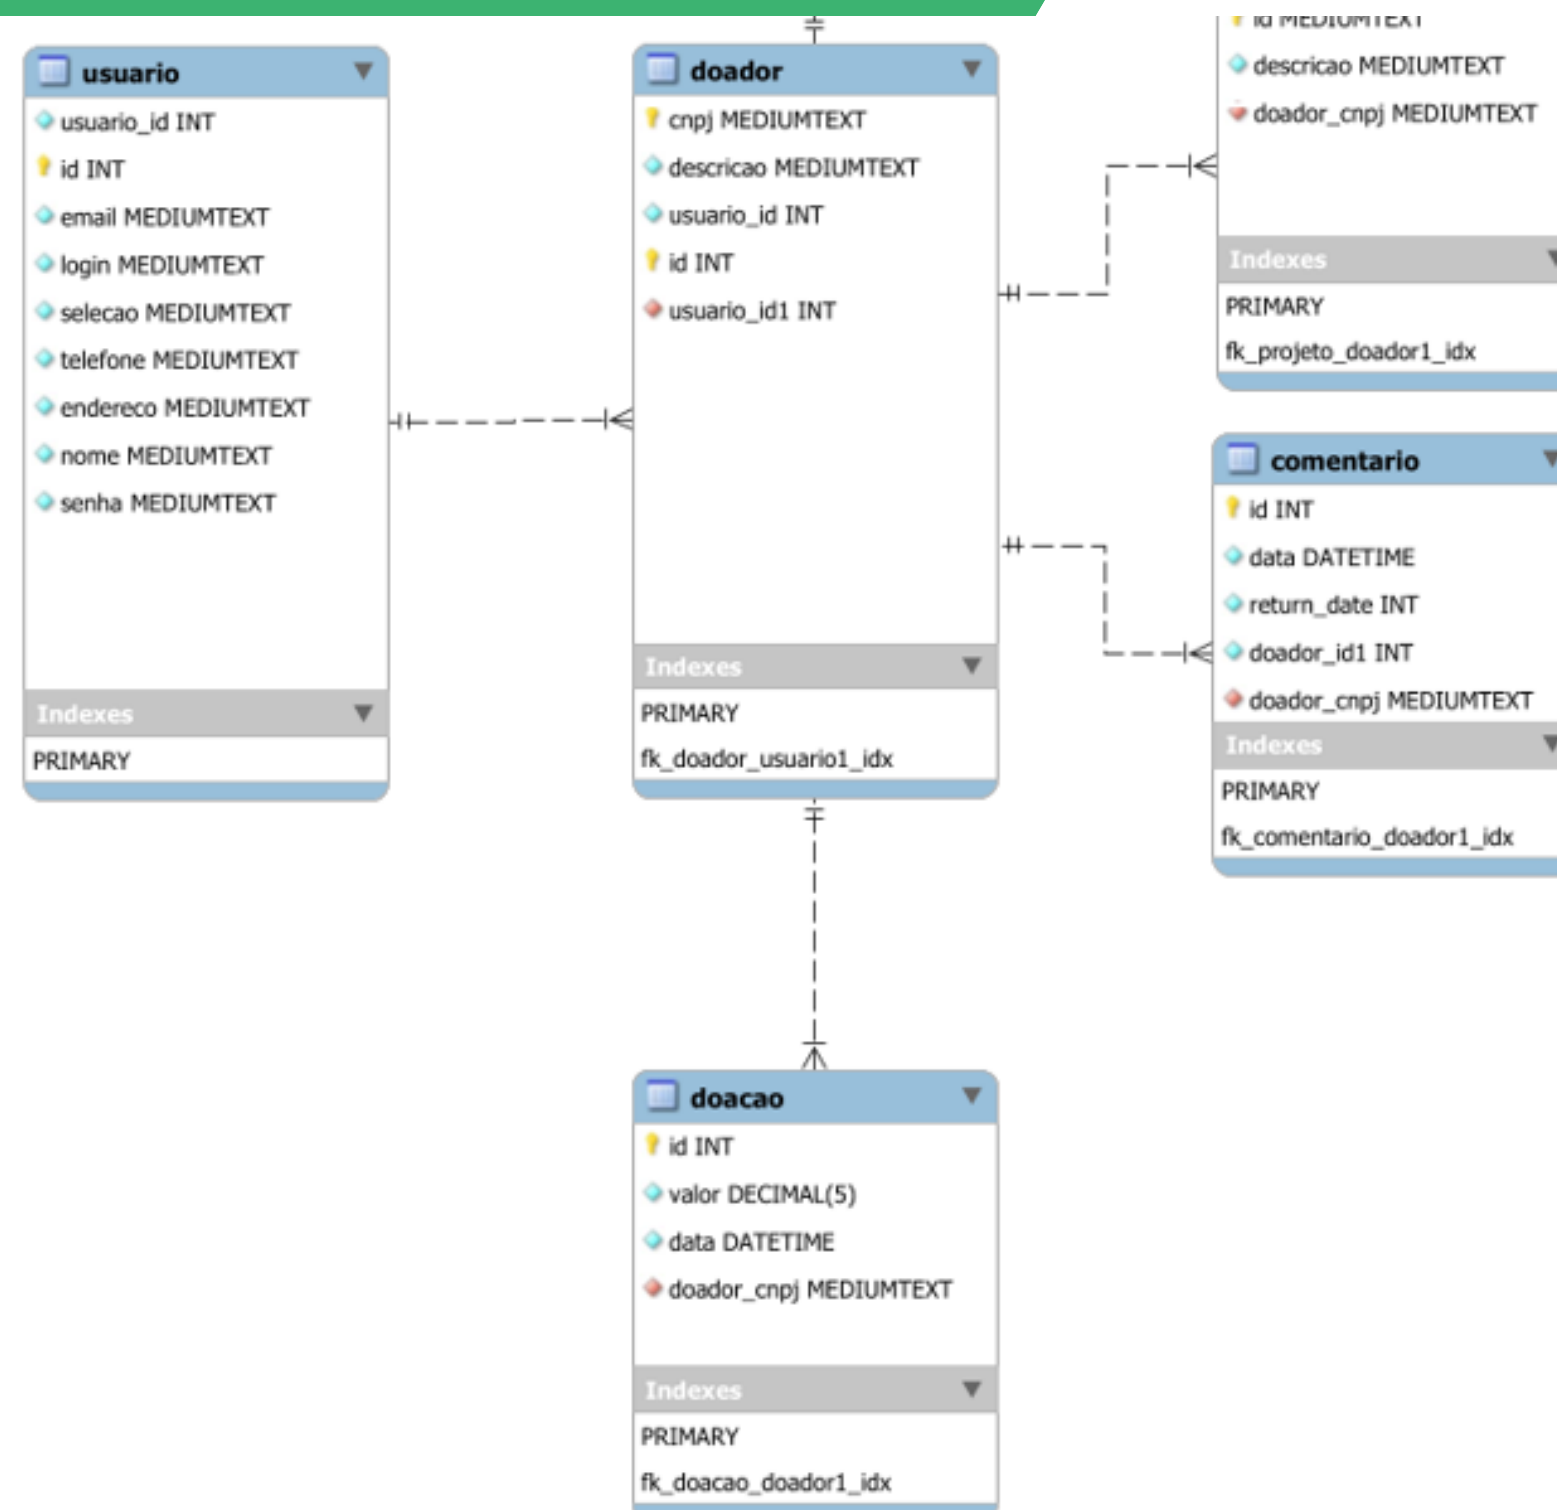 usuario
usuario_id INT
id INT
email MEDIUMTEXT
login MEDIUMTEXT
selecao MEDIUMTEXT
telefone MEDIUMTEXT
endereco MEDIUMTEXT
nome MEDIUMTEXT
senha MEDIUMTEXT
Indexes
PRIMARY
doador
cnpj MEDIUMTEXT
descricao MEDIUMTEXT
usuario_id INT
id INT
usuario_id1 INT
Indexes
PRIMARY
fk_doador_usuario1_idx
id MEDIUMTEXT
descricao MEDIUMTEXT
doador_cnpj MEDIUMTEXT
Indexes
PRIMARY
fk_projeto_doador1_idx
comentario
id INT
data DATETIME
return_date INT
doador_id1 INT
doador_cnpj MEDIUMTEXT
Indexes
PRIMARY
fk_comentario_doador1_idx
doacao
id INT
valor DECIMAL(5)
data DATETIME
doador_cnpj MEDIUMTEXT
Indexes
PRIMARY
fk_doacao_doador1_idx